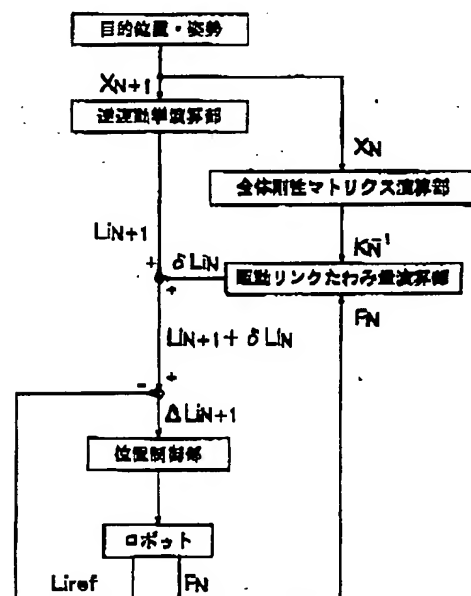 目的位置・姿勢
XN+1
逆運動学演算部
XN
全体剛性マトリクス演算部
LiN+1
KN-1
+ δLiN
駆動リンクたわみ量演算部
+
FN
LiN+1 + δLiN
- +
ΔLiN+1
位置制御部
ロボット
Liref FN